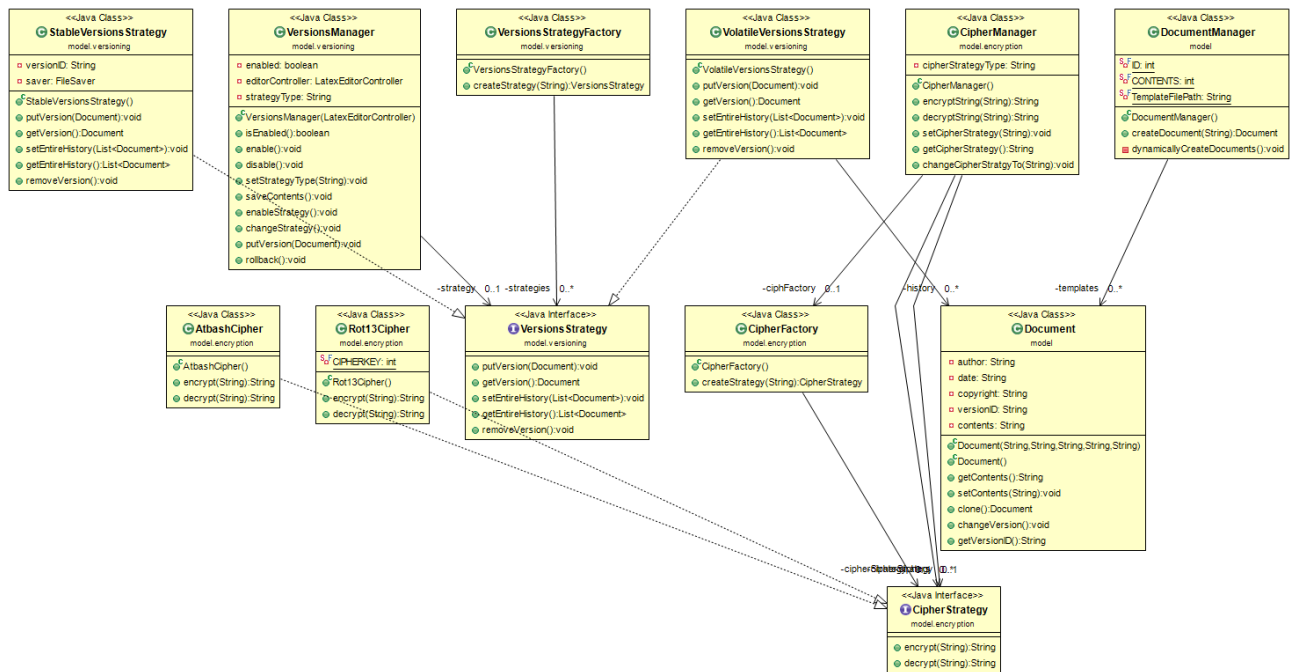 <<Java Class>>
StableVersionsStrategy
model.versioning
versionID: String
saver: FileSaver
StableVersionsStrategy()
putVersion(Document):void
getVersion():Document
setEntireHistory(List<Document>):void
getEntireHistory():List<Document>
removeVersion():void
<<Java Class>>
VersionsManager
model.versioning
enabled: boolean
editorController: LatexEditorController
strategyType: String
VersionsManager(LatexEditorController)
isEnabled():boolean
enable():void
disable():void
setStrategyType(String):void
saveContents():void
enableStrategy():void
changeStrategy():void
putVersion(Document):void
rollback():void
<<Java Class>>
VersionsStrategyFactory
model.versioning
VersionsStrategyFactory()
createStrategy(String):VersionsStrategy
<<Java Class>>
VolatileVersionsStrategy
model.versioning
VolatileVersionsStrategy()
putVersion(Document):void
getVersion():Document
setEntireHistory(List<Document>):void
getEntireHistory():List<Document>
removeVersion():void
<<Java Class>>
CipherManager
model.encryption
cipherStrategyType: String
CipherManager()
encryptString(String):String
decryptString(String):String
setCipherStrategy(String):void
getCipherStrategy():String
changeCipherStratgyTo(String):void
<<Java Class>>
DocumentManager
model
ID: int
CONTENTS: int
TemplateFilePath: String
DocumentManager()
createDocument(String):Document
dynamicallyCreateDocuments():void
-strategy 0..1
-strategies 0..*
-ciphFactory 0..1
-history 0..*
-templates 0..*
<<Java Class>>
AtbashCipher
model.encryption
AtbashCipher()
encrypt(String):String
decrypt(String):String
<<Java Class>>
Rot13Cipher
model.encryption
CIPHERKEY: int
Rot13Cipher()
encrypt(String):String
decrypt(String):String
<<Java Interface>>
VersionsStrategy
model.versioning
putVersion(Document):void
getVersion():Document
setEntireHistory(List<Document>):void
getEntireHistory():List<Document>
removeVersion():void
<<Java Class>>
CipherFactory
model.encryption
CipherFactory()
createStrategy(String):CipherStrategy
<<Java Class>>
Document
model
author: String
date: String
copyright: String
versionID: String
contents: String
Document(String,String,String,String,String)
Document()
getContents():String
setContents(String):void
clone():Document
changeVersion():void
getVersionID():String
<<Java Interface>>
CipherStrategy
model.encryption
encrypt(String):String
decrypt(String):String